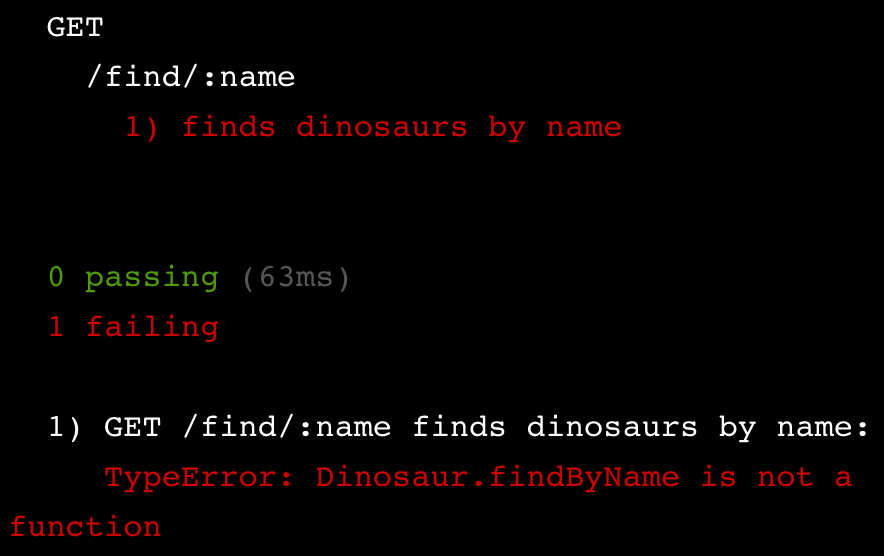 GET
/find/:name
1) finds dinosaurs by name
0 passing (63ms)
1 failing
1) GET /find/:name finds dinosaurs by name:
TypeError: Dinosaur.findByName is not a
function